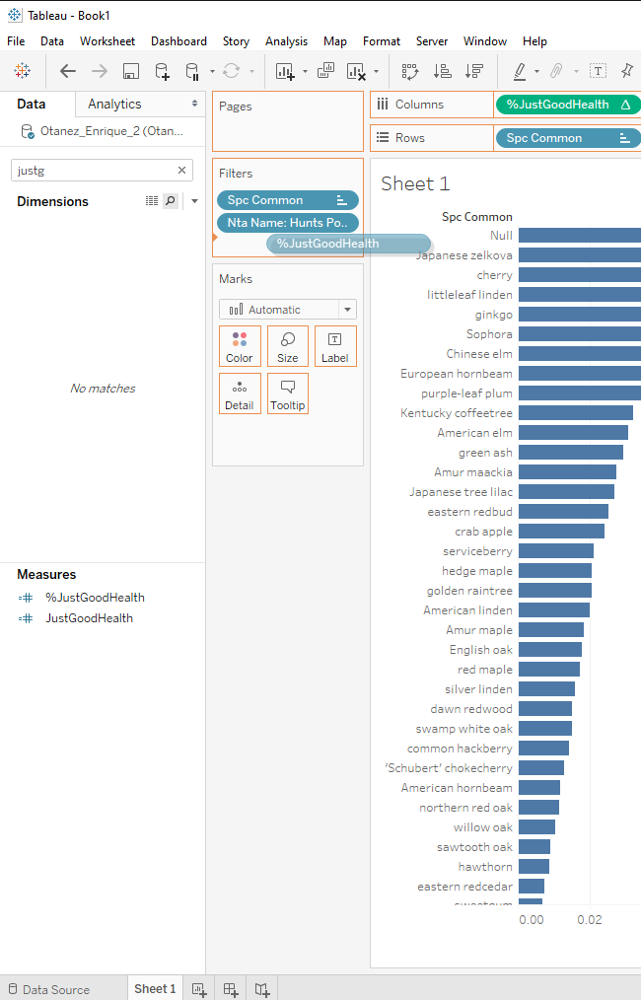 Tableau - Book1
File Data Worksheet Dashboard Story Analysis Map Format Server Window Help
Data
Analytics
Otanez_Enrique_2 (Otan...
justg
Dimensions
No matches
Measures
%JustGoodHealth
JustGoodHealth
Pages
Filters
Spc Common
Nta Name: Hunts Po..
%JustGoodHealth
Marks
Automatic
Color Size Label
Detail Tooltip
Columns %JustGoodHealth
Rows Spc Common
Sheet 1
Spc Common
Null
Japanese zelkova
cherry
littleleaf linden
ginkgo
Sophora
Chinese elm
European hornbeam
purple-leaf plum
Kentucky coffeetree
American elm
green ash
Amur maackia
Japanese tree lilac
eastern redbud
crab apple
serviceberry
hedge maple
golden raintree
American linden
Amur maple
English oak
red maple
silver linden
dawn redwood
swamp white oak
common hackberry
'Schubert' chokecherry
American hornbeam
northern red oak
willow oak
sawtooth oak
hawthorn
eastern redcedar
sweetgum
0.00 0.02
Data Source Sheet 1